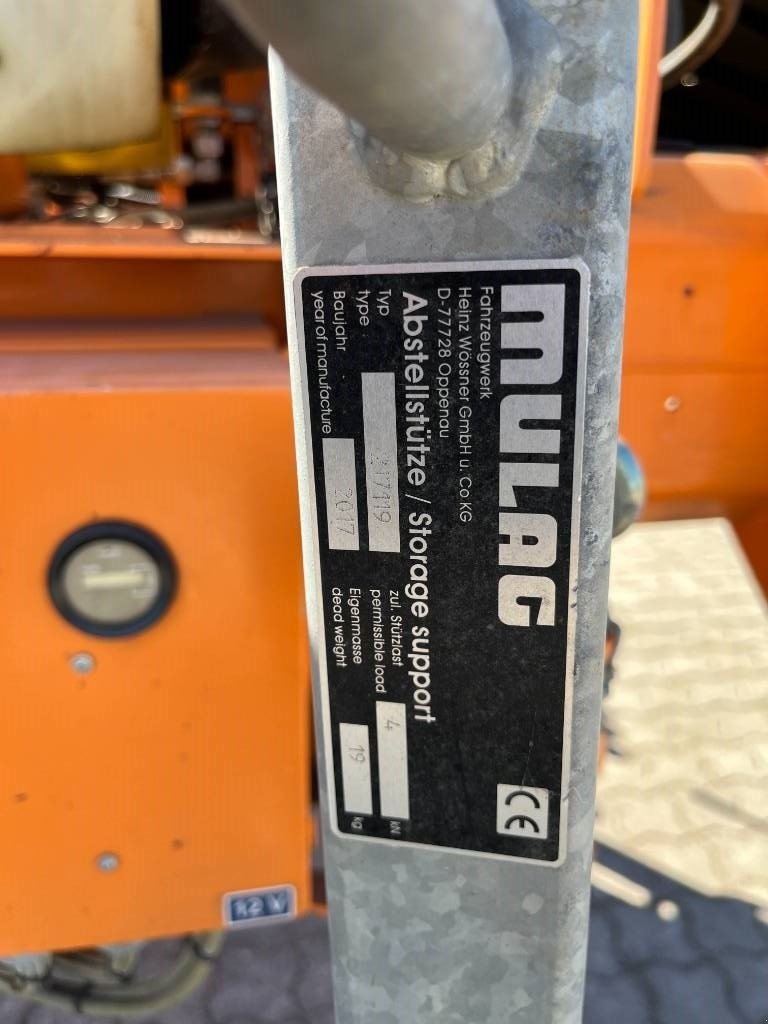 MULAG
Fahrzeugwerk
Heinz Wössner GmbH u. Co.KG
D-77728 Oppenau
Abstellstütze / Storage support
Typ
type
Baujahr 2017
year of manufacture
zul. Stützlast
permissible load 4 kN
Eigenmasse
dead weight 19 kg
CE
12 V